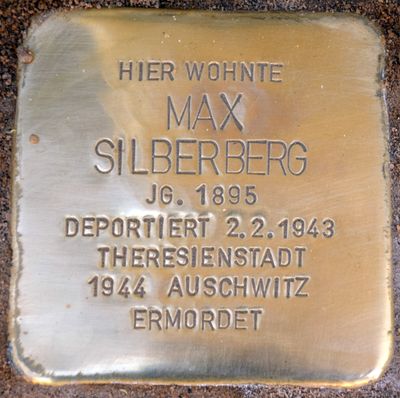 HIER WOHNTE
MAX
SILBERBERG
JG. 1895
DEPORTIERT 2.2.1943
THERESIENSTADT
1944 AUSCHWITZ
ERMORDET